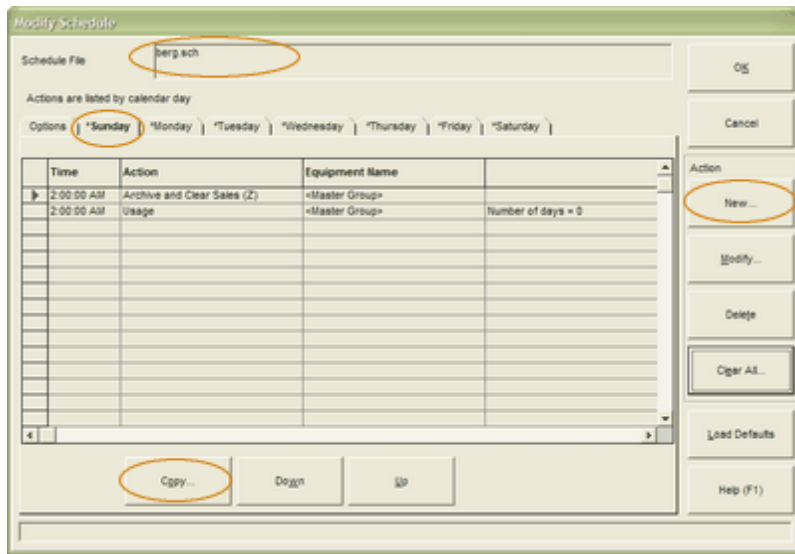 Modify Schedule
Schedule File
berg.sch
OK
Actions are listed by calendar day
Cancel
Options *Sunday *Monday *Tuesday *Wednesday *Thursday *Friday *Saturday
Action
Time Action Equipment Name
2:00:00 AM Archive and Clear Sales (Z) <Master Group>
2:00:00 AM Usage <Master Group> Number of days = 0
New...
Modify...
Delete
Clear All...
Load Defaults
Copy... Down Up
Help (F1)